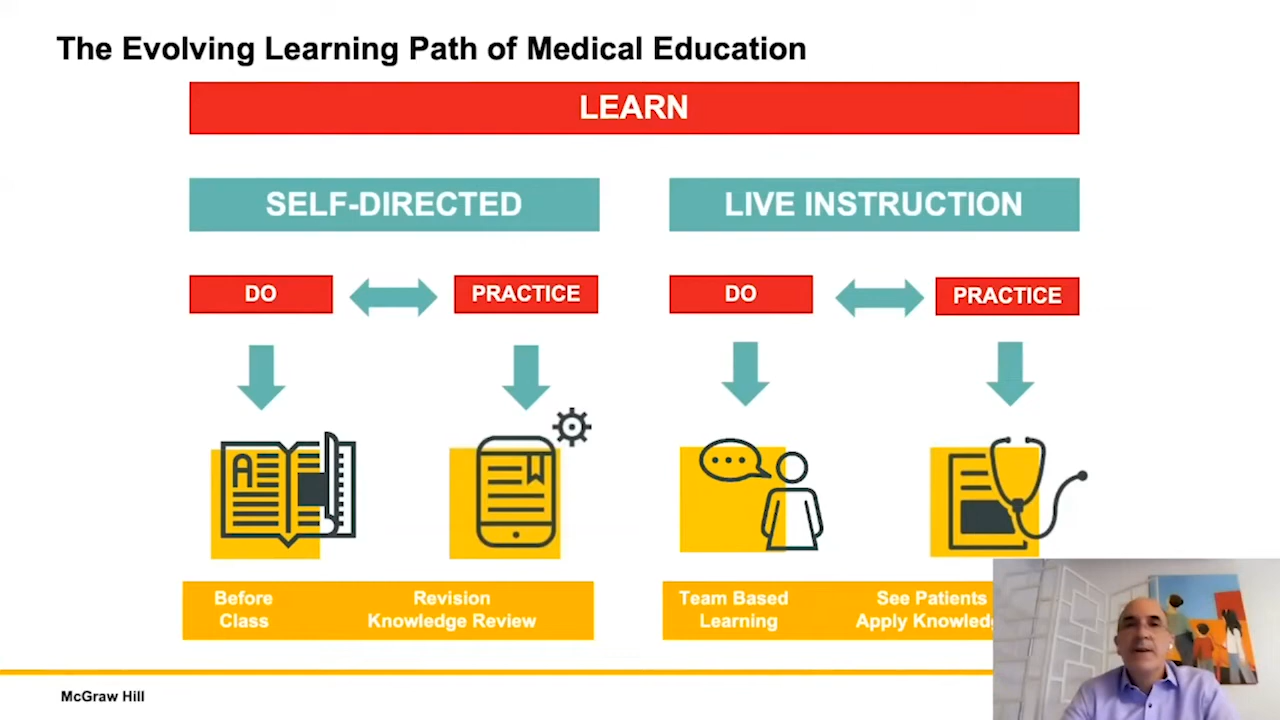 The Evolving Learning Path of Medical Education
LEARN
SELF-DIRECTED
LIVE INSTRUCTION
DO
PRACTICE
DO
PRACTICE
A
Before
Class
Revision
Knowledge Review
Team Based
Learning
See Patients
Apply
McGraw Hill